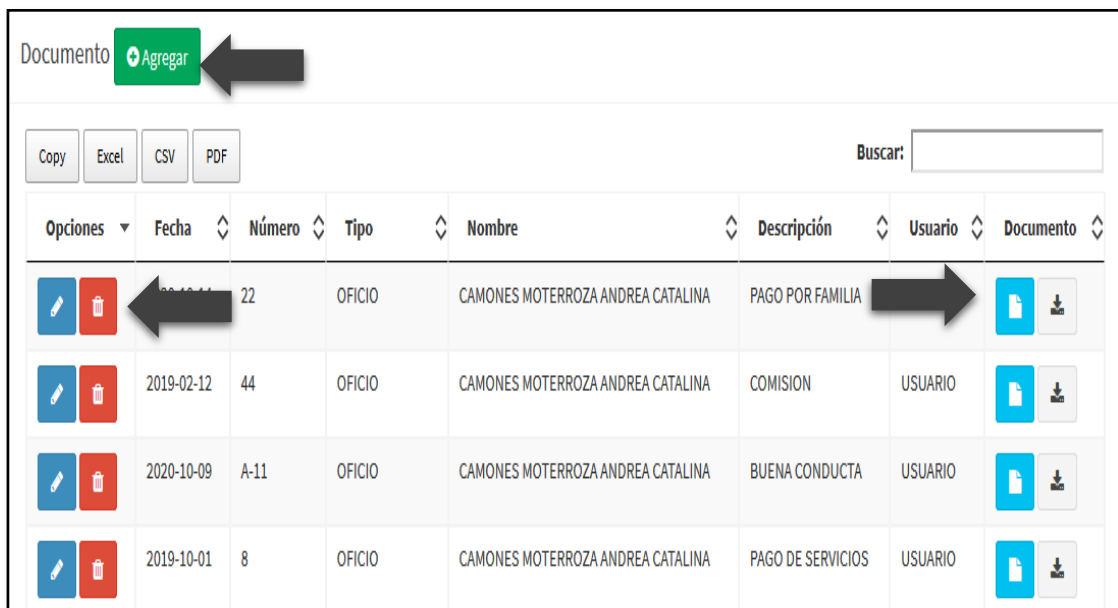 Documento Agregar
Copy Excel CSV PDF Buscar:
Opciones Fecha Número Tipo Nombre Descripción Usuario Documento
22 OFICIO CAMONES MOTERROZA ANDREA CATALINA PAGO POR FAMILIA
2019-02-12 44 OFICIO CAMONES MOTERROZA ANDREA CATALINA COMISION USUARIO
2020-10-09 A-11 OFICIO CAMONES MOTERROZA ANDREA CATALINA BUENA CONDUCTA USUARIO
2019-10-01 8 OFICIO CAMONES MOTERROZA ANDREA CATALINA PAGO DE SERVICIOS USUARIO